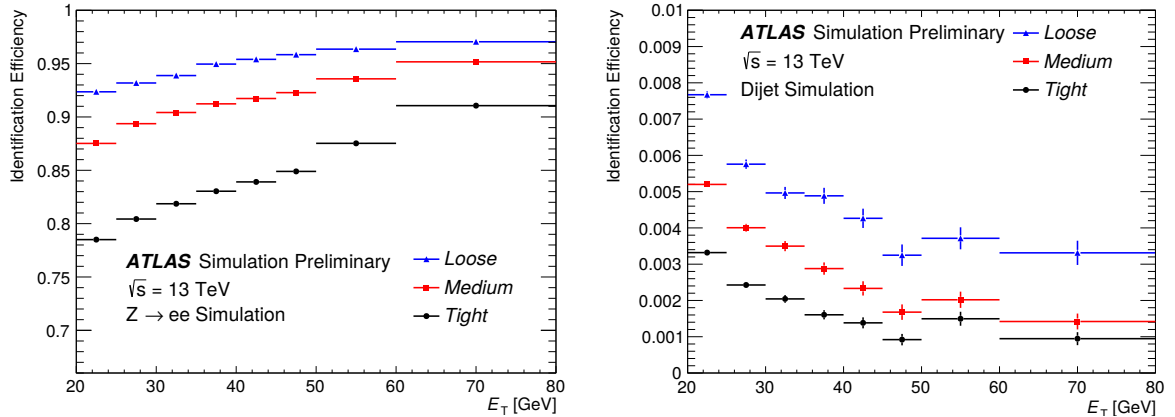 Identification Efficiency
1
0.95
0.9
0.85
0.8
0.75
0.7
ATLAS Simulation Preliminary
√s = 13 TeV
Z → ee Simulation
Loose
Medium
Tight
20 30 40 50 60 70 80
E_T [GeV]
Identification Efficiency
0.01
0.009
0.008
0.007
0.006
0.005
0.004
0.003
0.002
0.001
0
ATLAS Simulation Preliminary
√s = 13 TeV
Dijet Simulation
Loose
Medium
Tight
20 30 40 50 60 70 80
E_T [GeV]